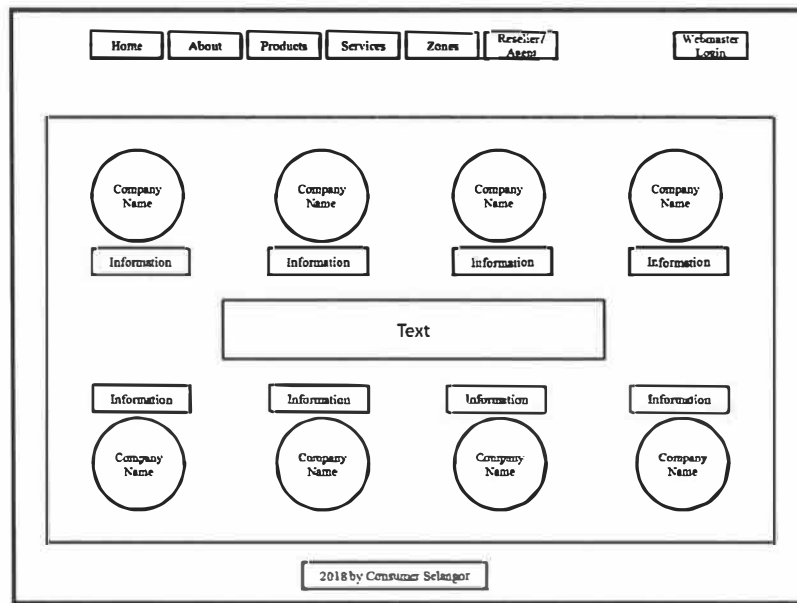 Home
About
Products
Services
Zones
Reseller/
Agent
Webmaster
Login
Company
Name
Company
Name
Company
Name
Company
Name
Information
Information
Information
Information
Text
Information
Information
Information
Information
Company
Name
Company
Name
Company
Name
Company
Name
2018 by Consumer Selangor